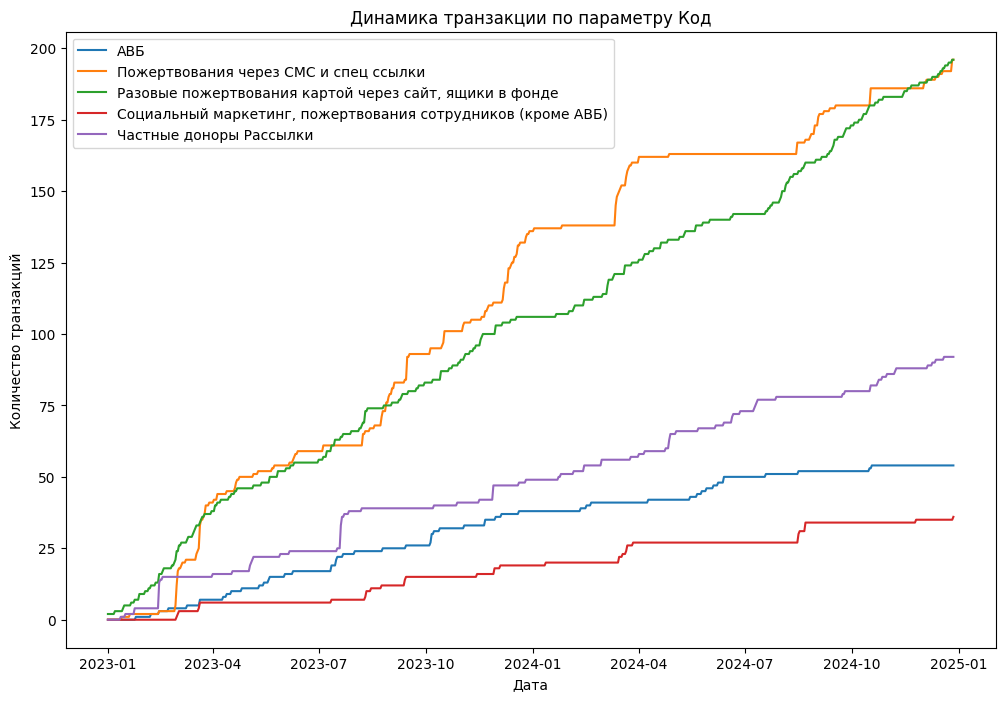 Динамика транзакции по параметру Код
АВБ
Пожертвования через СМС и спец ссылки
Разовые пожертвования картой через сайт, ящики в фонде
Социальный маркетинг, пожертвования сотрудников (кроме АВБ)
Частные доноры Рассылки
Количество транзакций
200
175
150
125
100
75
50
25
0
2023-01
2023-04
2023-07
2023-10
2024-01
2024-04
2024-07
2024-10
2025-01
Дата